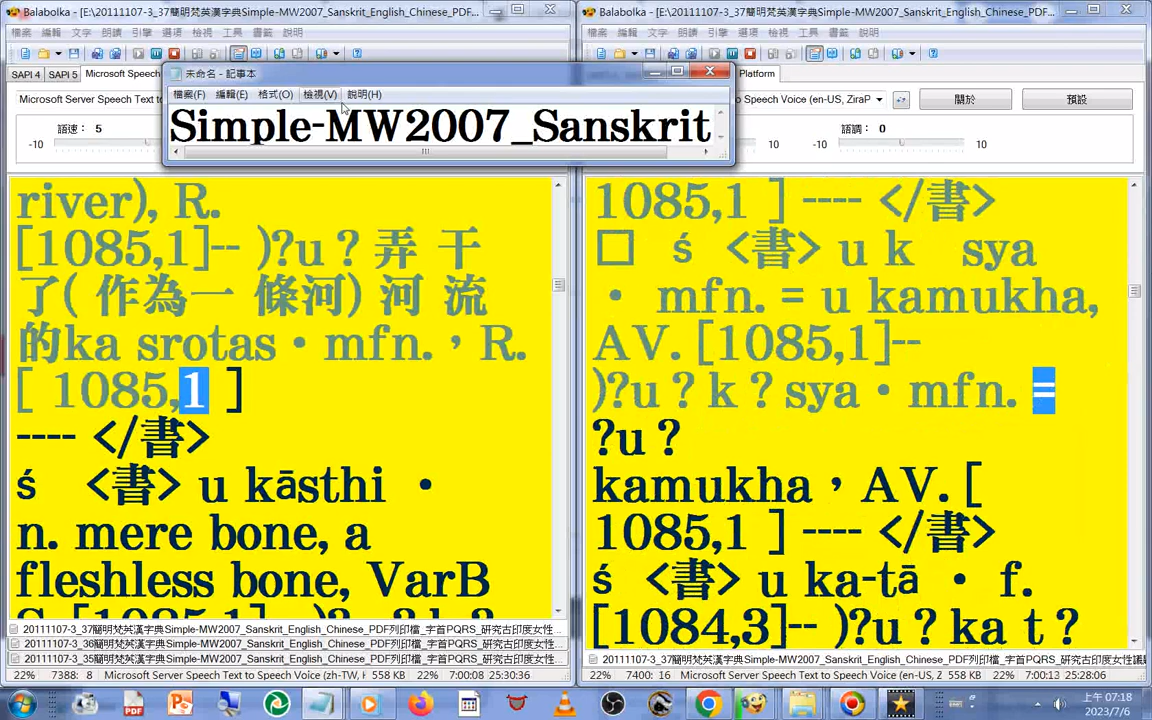 Balabolka - [E:\20111107-3_37簡明梵英漢字典Simple-MW2007_Sanskrit_English_Chinese_PDF...
檔案 編輯 文字 朗讀 引擎 選項 檢視 工具 書籤 說明
SAPI 4 SAPI 5 Microsoft Speech
Microsoft Server Speech Text to
語速： 5
-10
未命名 - 記事本
檔案(F) 編輯(E) 格式(O) 檢視(V) 說明(H)
Simple-MW2007_Sanskrit
river), R.
[1085,1]-- )?u ? 弄 干
了( 作為一 條河) 河 流
的ka srotas • mfn.，R.
[ 1085,1 ]
---- </書>
ś <書> u kāsthi •
n. mere bone, a
fleshless bone, VarB
20111107-3_37簡明梵英漢字典Simple-MW2007_Sanskrit_English_Chinese_PDF列印檔_字首PQRS_研究古印度女性...
20111107-3_36簡明梵英漢字典Simple-MW2007_Sanskrit_English_Chinese_PDF列印檔_字首PQRS_研究古印度女性...
20111107-3_35簡明梵英漢字典Simple-MW2007_Sanskrit_English_Chinese_PDF列印檔_字首PQRS_研究古印度女性...
22% 7388: 8 Microsoft Server Speech Text to Speech Voice (zh-TW, H 558 KB 7:00:08 25:30:36
Balabolka - [E:\20111107-3_37簡明梵英漢字典Simple-MW2007_Sanskrit_English_Chinese_PDF...
檔案 編輯 文字 朗讀 引擎 選項 檢視 工具 書籤 說明
Platform
Speech Voice (en-US, ZiraP 關於 預設
語調： 0
10 -10 10
1085,1 ] ---- </書>
□ ś <書> u k sya
• mfn. = u kamukha,
AV. [1085,1]--
)?u ? k ? sya • mfn. =
?u ?
kamukha，AV. [
1085,1 ] ---- </書>
ś <書> u ka-tā • f.
[1084,3]-- )?u ? ka t ?
20111107-3_37簡明梵英漢字典Simple-MW2007_Sanskrit_English_Chinese_PDF列印檔_字首PQRS_研究古印度女性議
22% 7400: 16 Microsoft Server Speech Text to Speech Voice (en-US, Z 558 KB 7:00:13 25:28:06
上午 07:18
2023/7/6